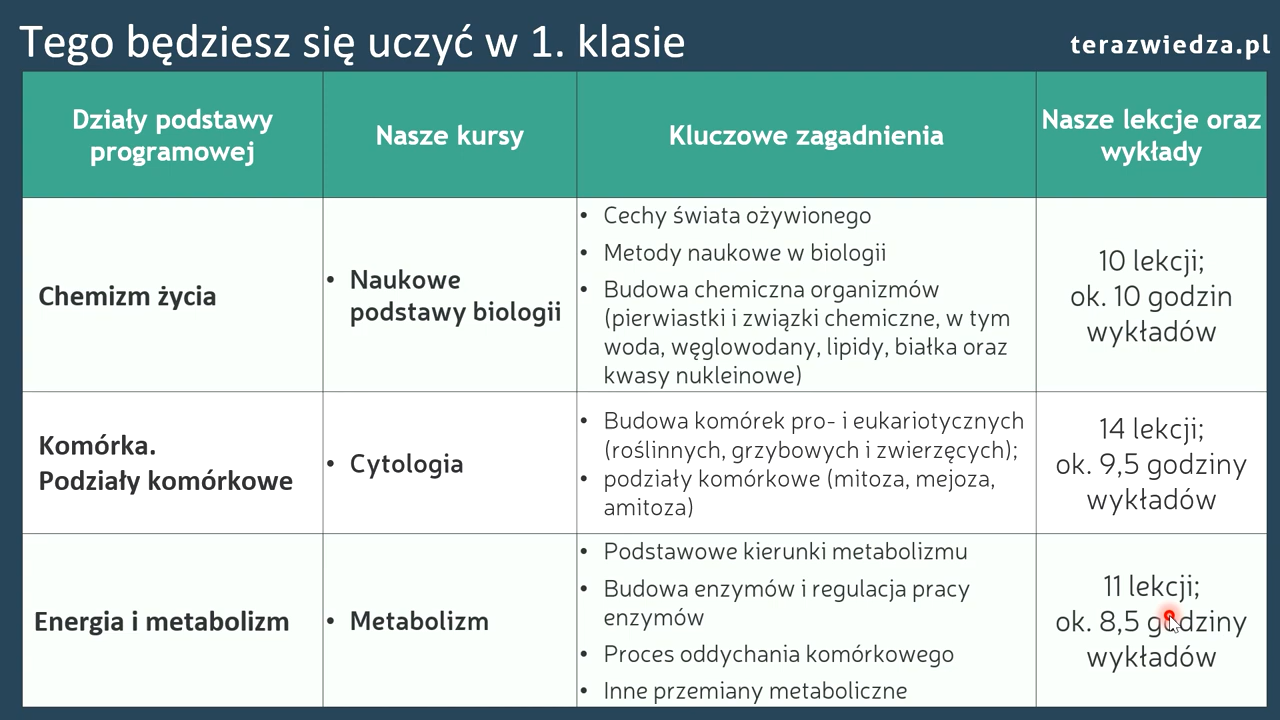 Tego będziesz się uczyć w 1. klasie
terazwiedza.pl
Działy podstawy
programowej
Nasze kursy
Kluczowe zagadnienia
Nasze lekcje oraz
wykłady
Chemizm życia
• Naukowe
podstawy biologii
• Cechy świata ożywionego
• Metody naukowe w biologii
• Budowa chemiczna organizmów
(pierwiastki i związki chemiczne, w tym
woda, węglowodany, lipidy, białka oraz
kwasy nukleinowe)
10 lekcji;
ok. 10 godzin
wykładów
Komórka.
Podziały komórkowe
• Cytologia
• Budowa komórek pro- i eukariotycznych
(roślinnych, grzybowych i zwierzęcych);
• podziały komórkowe (mitoza, mejoza,
amitoza)
14 lekcji;
ok. 9,5 godziny
wykładów
Energia i metabolizm
• Metabolizm
• Podstawowe kierunki metabolizmu
• Budowa enzymów i regulacja pracy
enzymów
• Proces oddychania komórkowego
• Inne przemiany metaboliczne
11 lekcji;
ok. 8,5 godziny
wykładów